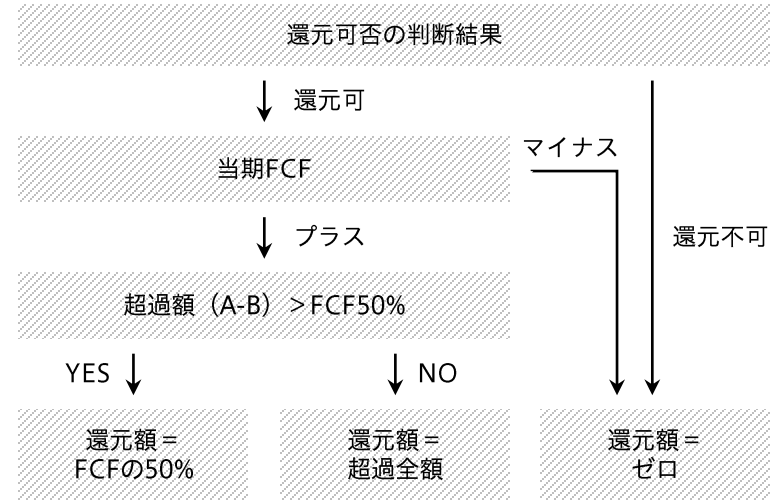 還元可否の判断結果
還元可
マイナス
当期FCF
還元不可
プラス
超過額（A-B）＞FCF50%
YES
NO
還元額＝
FCFの50%
還元額＝
超過全額
還元額＝
ゼロ